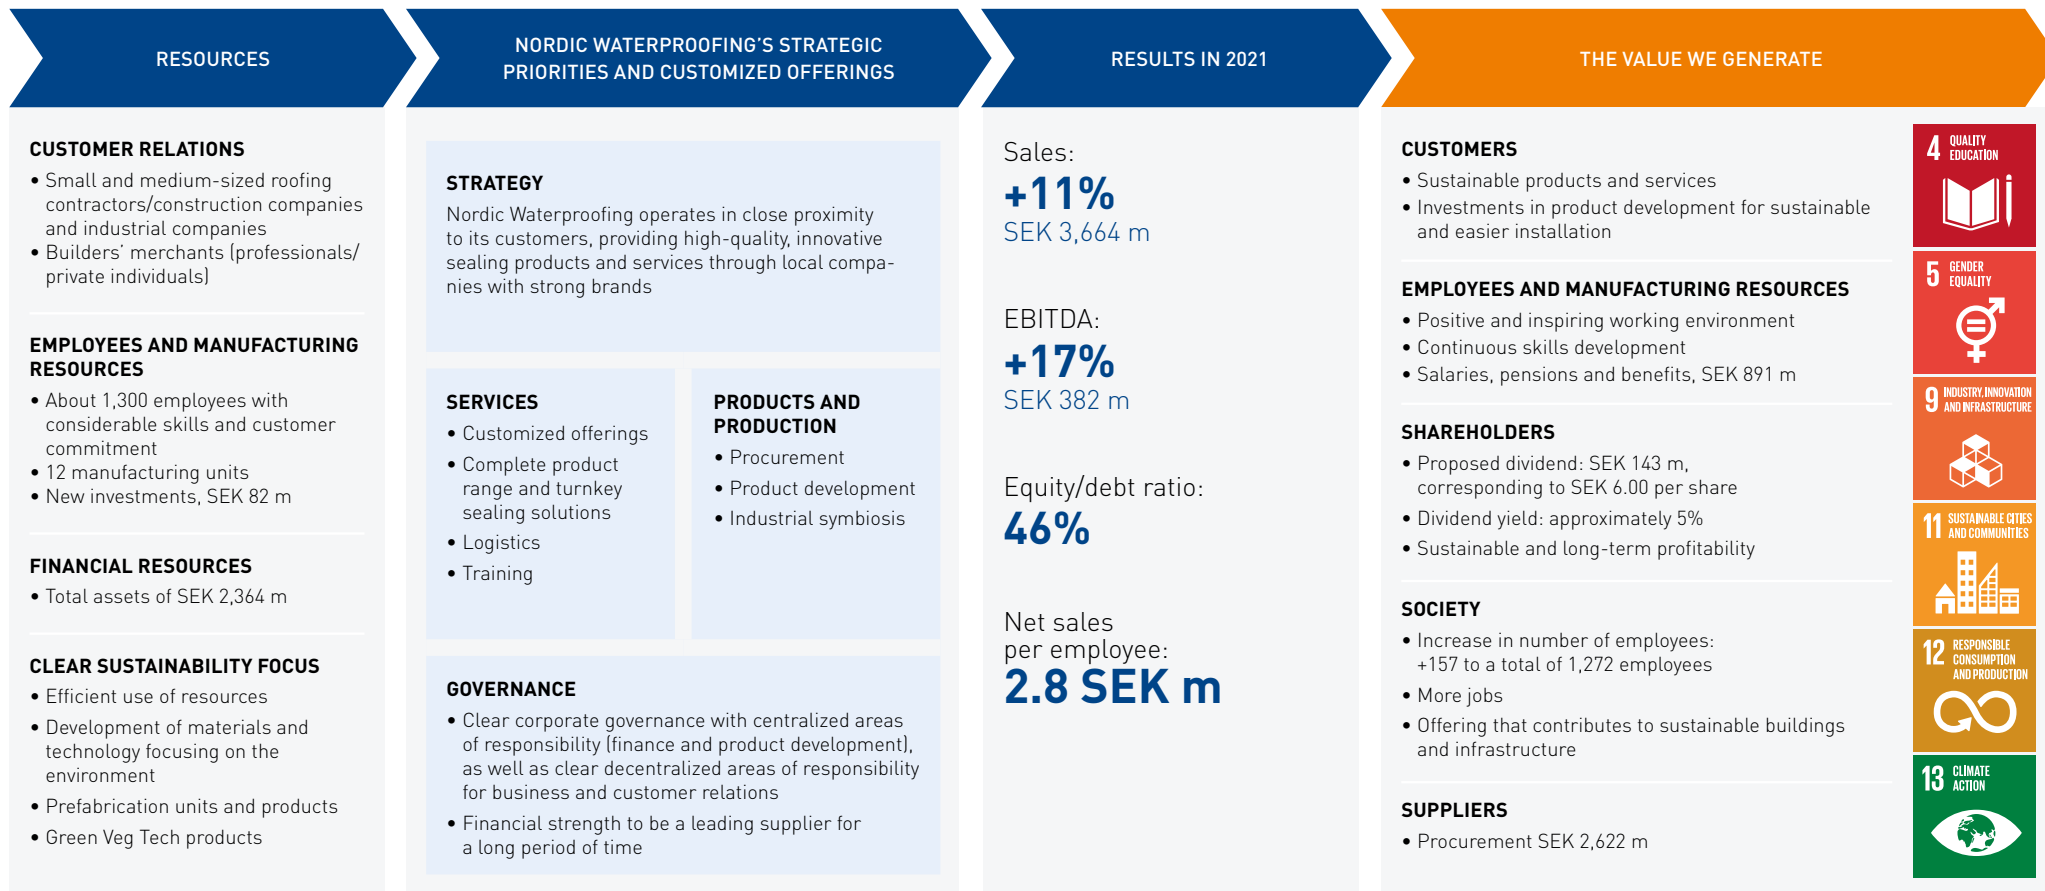 RESOURCES
NORDIC WATERPROOFING’S STRATEGIC
PRIORITIES AND CUSTOMIZED OFFERINGS
RESULTS IN 2021
THE VALUE WE GENERATE
CUSTOMER RELATIONS
• Small and medium-sized roofing
contractors/construction companies
and industrial companies
• Builders’ merchants (professionals/
private individuals)
EMPLOYEES AND MANUFACTURING
RESOURCES
• About 1,300 employees with
considerable skills and customer
commitment
• 12 manufacturing units
• New investments, SEK 82 m
FINANCIAL RESOURCES
• Total assets of SEK 2,364 m
CLEAR SUSTAINABILITY FOCUS
• Efficient use of resources
• Development of materials and
technology focusing on the
environment
• Prefabrication units and products
• Green Veg Tech products
STRATEGY
Nordic Waterproofing operates in close proximity
to its customers, providing high-quality, innovative
sealing products and services through local compa-
nies with strong brands
SERVICES
• Customized offerings
• Complete product
range and turnkey
sealing solutions
• Logistics
• Training
PRODUCTS AND
PRODUCTION
• Procurement
• Product development
• Industrial symbiosis
GOVERNANCE
• Clear corporate governance with centralized areas
of responsibility (finance and product development),
as well as clear decentralized areas of responsibility
for business and customer relations
• Financial strength to be a leading supplier for
a long period of time
Sales:
+11%
SEK 3,664 m
EBITDA:
+17%
SEK 382 m
Equity/debt ratio:
46%
Net sales
per employee:
2.8 SEK m
CUSTOMERS
• Sustainable products and services
• Investments in product development for sustainable
and easier installation
EMPLOYEES AND MANUFACTURING RESOURCES
• Positive and inspiring working environment
• Continuous skills development
• Salaries, pensions and benefits, SEK 891 m
SHAREHOLDERS
• Proposed dividend: SEK 143 m,
corresponding to SEK 6.00 per share
• Dividend yield: approximately 5%
• Sustainable and long-term profitability
SOCIETY
• Increase in number of employees:
+157 to a total of 1,272 employees
• More jobs
• Offering that contributes to sustainable buildings
and infrastructure
SUPPLIERS
• Procurement SEK 2,622 m
4 QUALITY
EDUCATION
5 GENDER
EQUALITY
9 INDUSTRY, INNOVATION
AND INFRASTRUCTURE
11 SUSTAINABLE CITIES
AND COMMUNITIES
12 RESPONSIBLE
CONSUMPTION
AND PRODUCTION
13 CLIMATE
ACTION